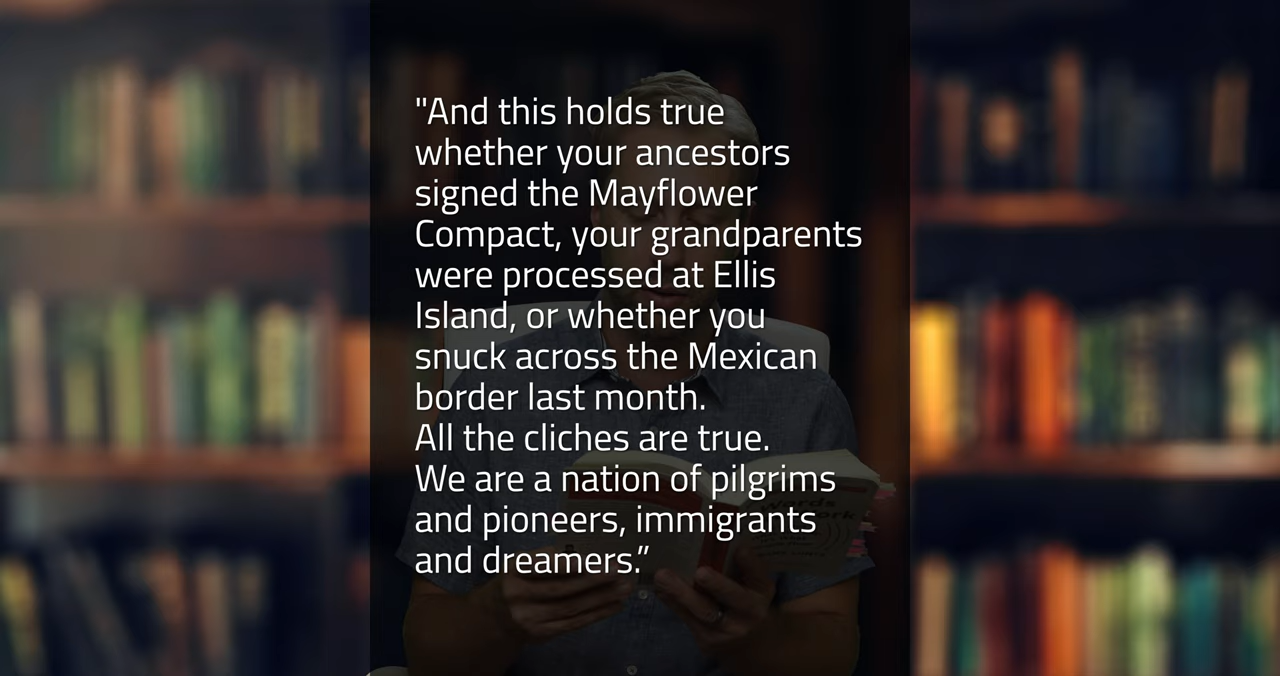 "And this holds true
whether your ancestors
signed the Mayflower
Compact, your grandparents
were processed at Ellis
Island, or whether you
snuck across the Mexican
border last month.
All the cliches are true.
We are a nation of pilgrims
and pioneers, immigrants
and dreamers.”
Words